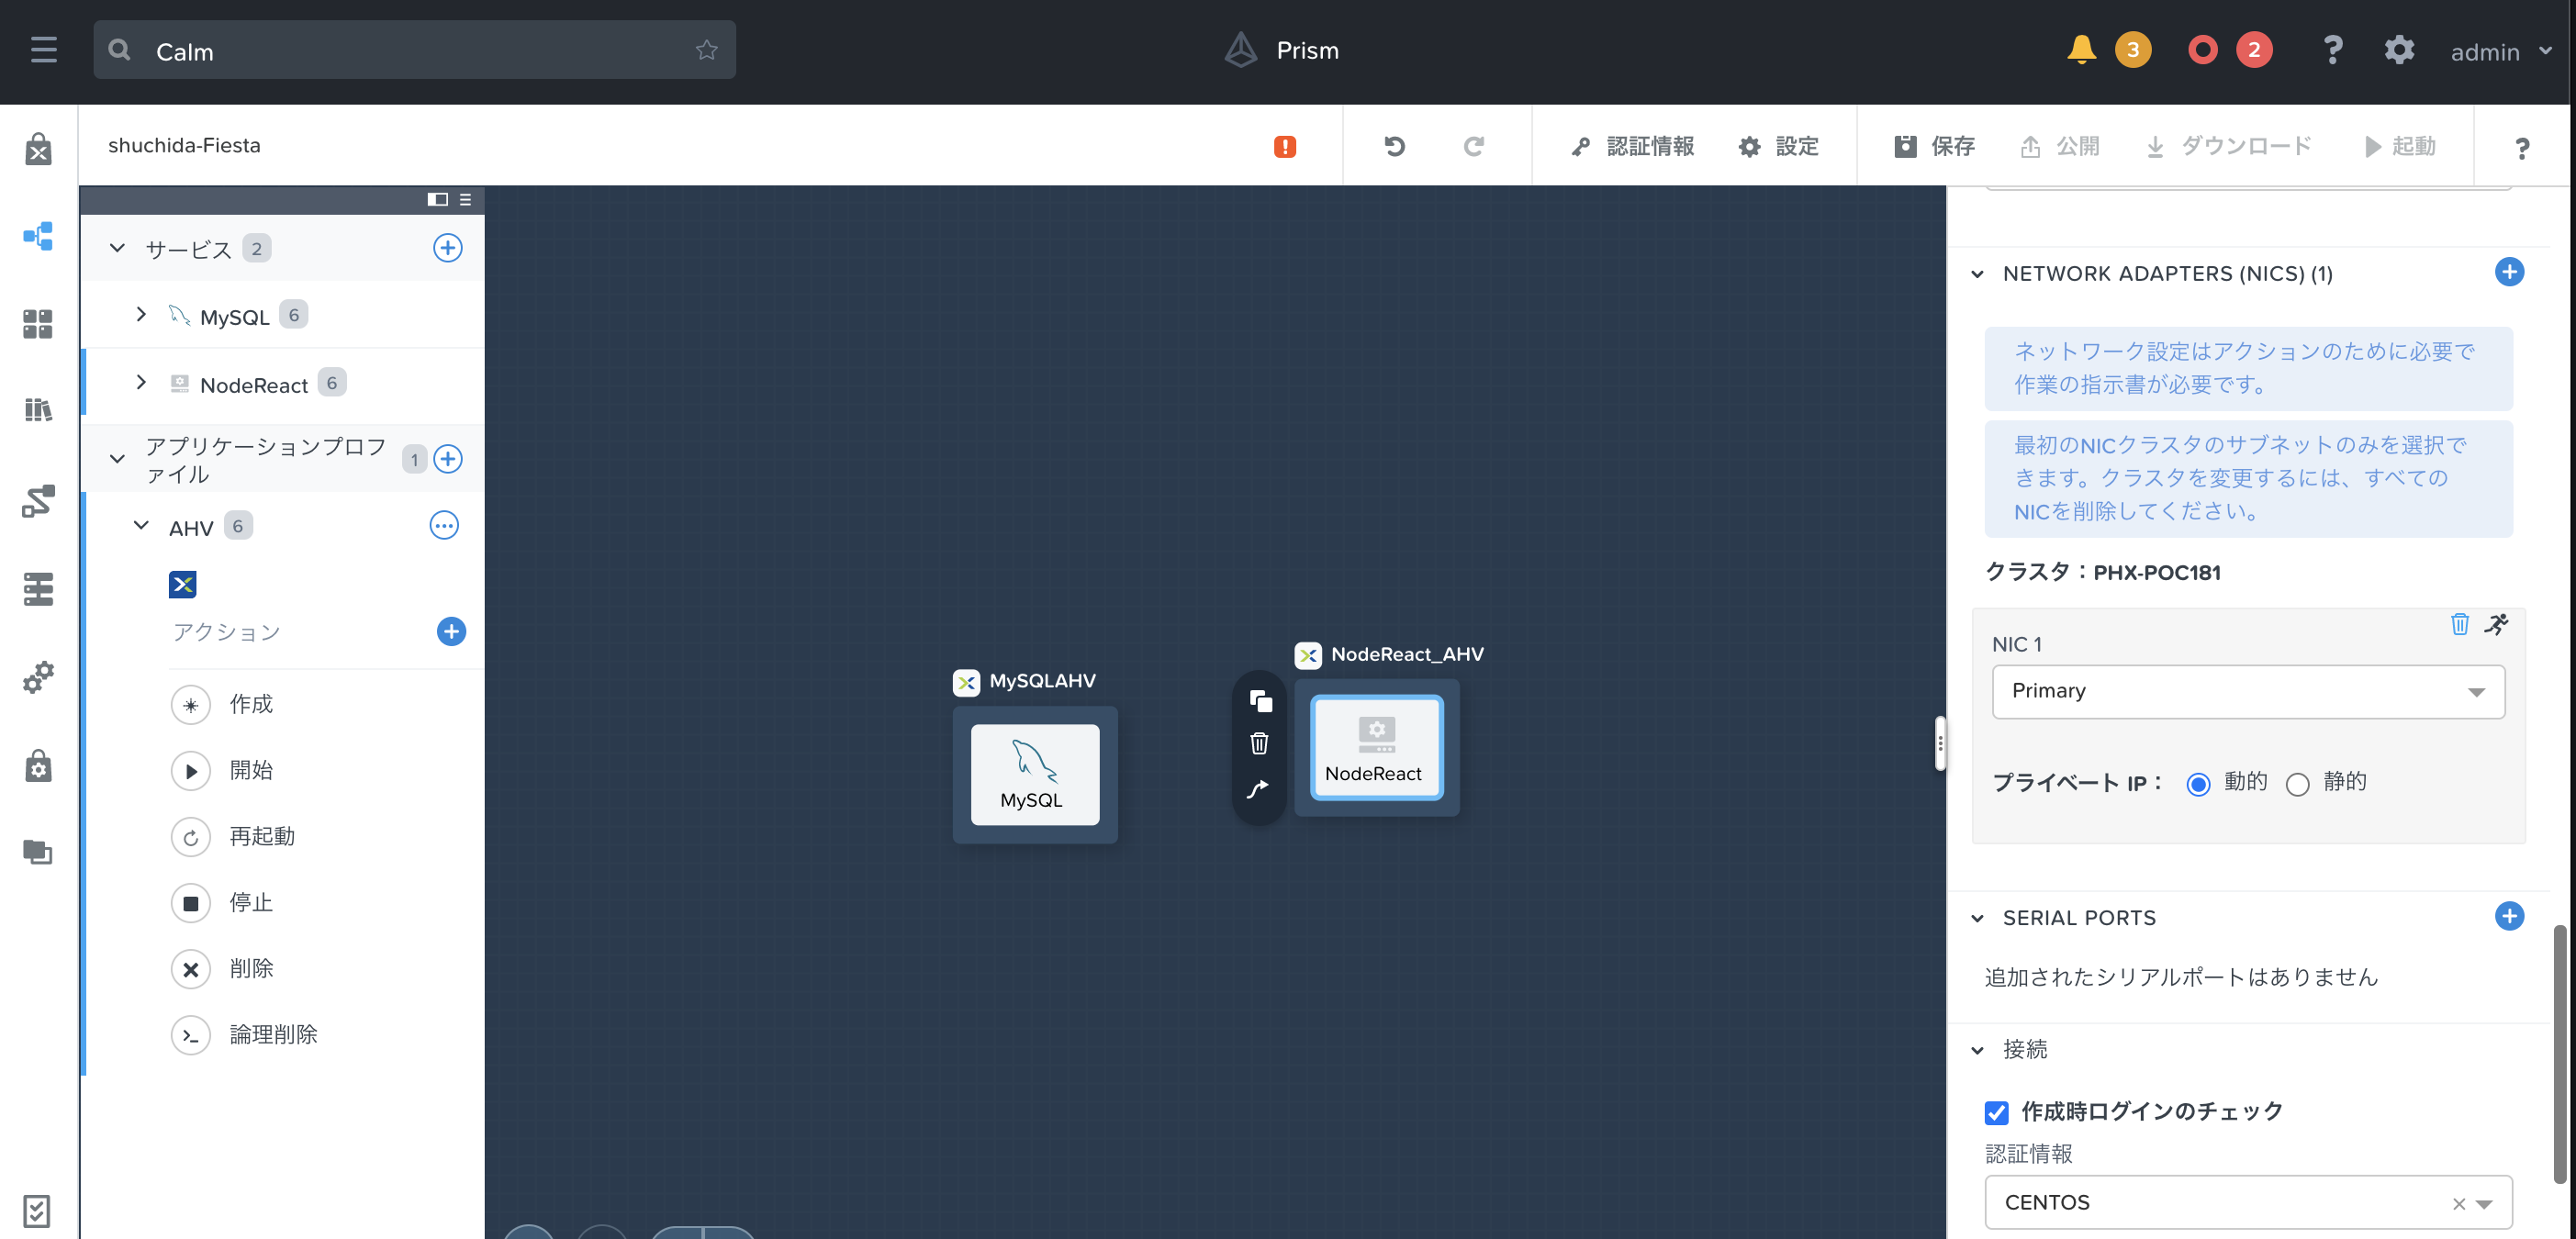 Calm
Prism
3
2
admin
shuchida-Fiesta
認証情報
設定
保存
公開
ダウンロード
起動
サービス 2
MySQL 6
NodeReact 6
アプリケーションプロフ
ァイル
1
AHV 6
アクション
作成
開始
再起動
停止
削除
論理削除
MySQLAHV
MySQL
NodeReact_AHV
NodeReact
NETWORK ADAPTERS (NICS) (1)
ネットワーク設定はアクションのために必要で
作業の指示書が必要です。
最初のNICクラスタのサブネットのみを選択で
きます。クラスタを変更するには、すべての
NICを削除してください。
クラスタ：PHX-POC181
NIC 1
Primary
プライベート IP： 動的 静的
SERIAL PORTS
追加されたシリアルポートはありません
接続
作成時ログインのチェック
認証情報
CENTOS